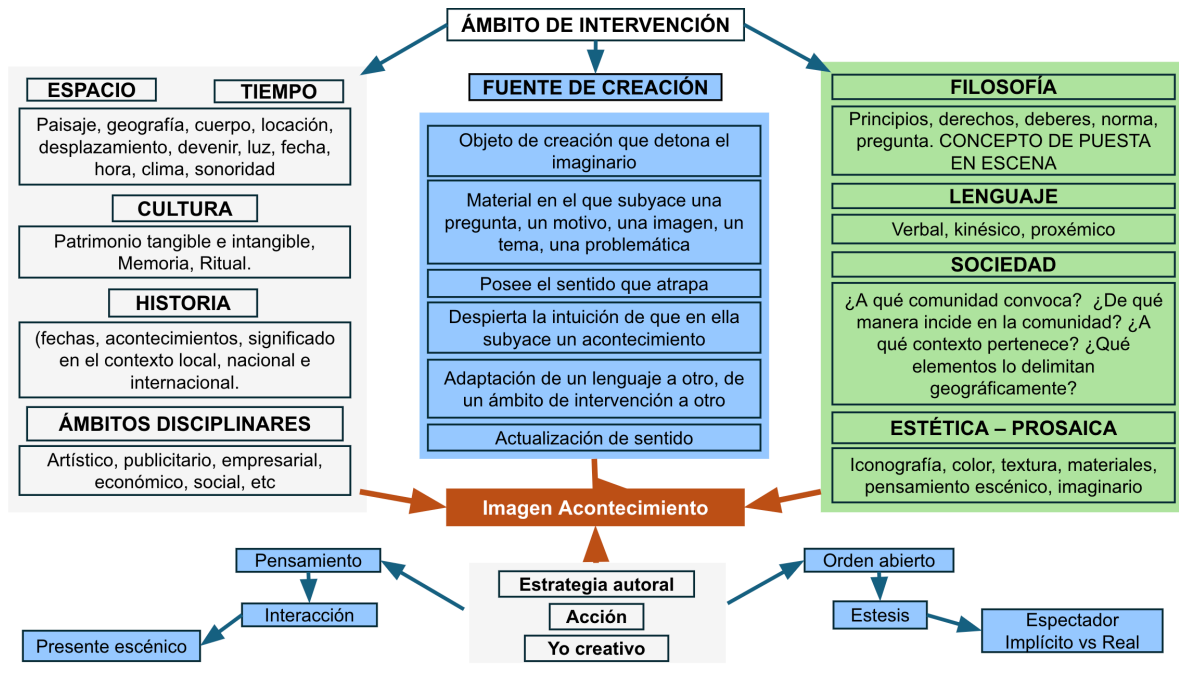 ÁMBITO DE INTERVENCIÓN
ESPACIO
TIEMPO
Paisaje, geografía, cuerpo, locación,
desplazamiento, devenir, luz, fecha,
hora, clima, sonoridad
CULTURA
Patrimonio tangible e intangible,
Memoria, Ritual.
HISTORIA
(fechas, acontecimientos, significado
en el contexto local, nacional e
internacional.
ÁMBITOS DISCIPLINARES
Artístico, publicitario, empresarial,
económico, social, etc
FUENTE DE CREACIÓN
Objeto de creación que detona el
imaginario
Material en el que subyace una
pregunta, un motivo, una imagen, un
tema, una problemática
Posee el sentido que atrapa
Despierta la intuición de que en ella
subyace un acontecimiento
Adaptación de un lenguaje a otro, de
un ámbito de intervención a otro
Actualización de sentido
FILOSOFÍA
Principios, derechos, deberes, norma,
pregunta. CONCEPTO DE PUESTA
EN ESCENA
LENGUAJE
Verbal, kinésico, proxémico
SOCIEDAD
¿A qué comunidad convoca?  ¿De qué
manera incide en la comunidad? ¿A
qué contexto pertenece? ¿Qué
elementos lo delimitan
geográficamente?
ESTÉTICA – PROSAICA
Iconografía, color, textura, materiales,
pensamiento escénico, imaginario
Imagen Acontecimiento
Pensamiento
Interacción
Presente escénico
Estrategia autoral
Acción
Yo creativo
Orden abierto
Estesis
Espectador
Implícito vs Real